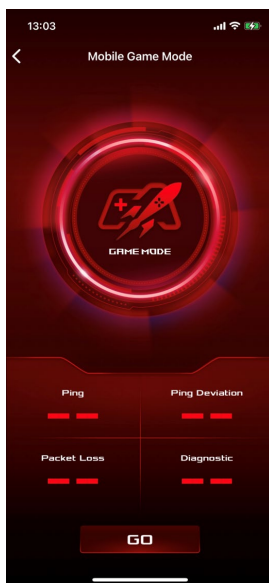 13:03
Mobile Game Mode
GAME MODE
Ping
Ping Deviation
Packet Loss
Diagnostic
GO